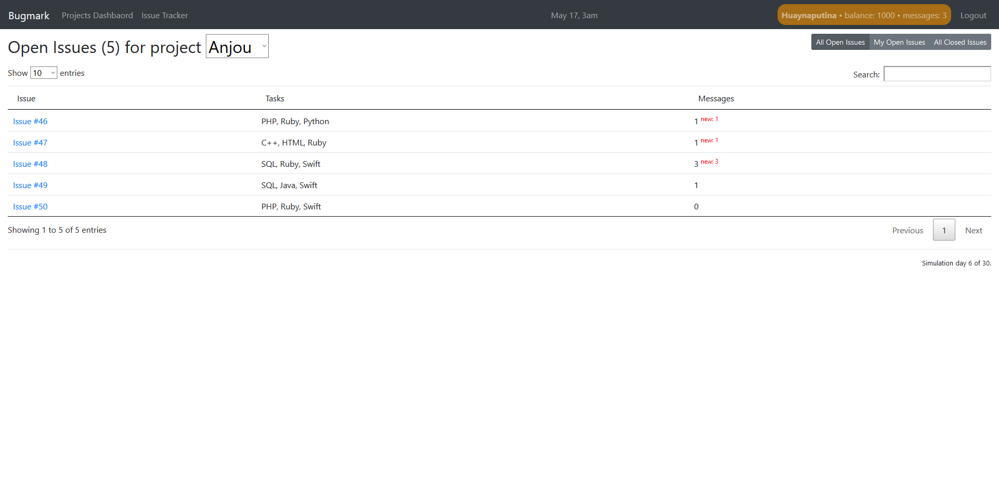 Bugmark Projects Dashbaord Issue Tracker May 17, 3am Huaynaputina • balance: 1000 • messages: 3 Logout
Open Issues (5) for project Anjou All Open Issues My Open Issues All Closed Issues
Show 10 entries Search:
Issue Tasks Messages
Issue #46 PHP, Ruby, Python 1 new: 1
Issue #47 C++, HTML, Ruby 1 new: 1
Issue #48 SQL, Ruby, Swift 3 new: 3
Issue #49 SQL, Java, Swift 1
Issue #50 PHP, Ruby, Swift 0
Showing 1 to 5 of 5 entries Previous 1 Next
Simulation day 6 of 30.